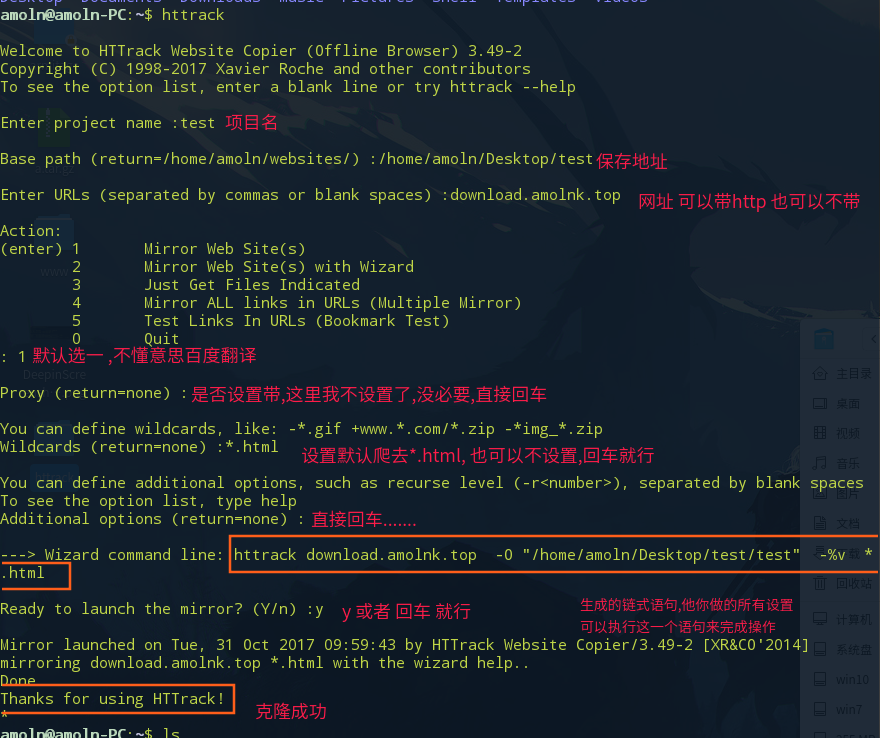 Desktop Documents Downloads Music Pictures Shell Templates Videos
amoln@amoln-PC:~$ httrack
Welcome to HTTrack Website Copier (Offline Browser) 3.49-2
Copyright (C) 1998-2017 Xavier Roche and other contributors
To see the option list, enter a blank line or try httrack --help
Enter project name :test 项目名
Base path (return=/home/amoln/websites/) :/home/amoln/Desktop/test 保存地址
Enter URLs (separated by commas or blank spaces) :download.amolnk.top 网址 可以带http 也可以不带
Action:
(enter) 1 Mirror Web Site(s)
2 Mirror Web Site(s) with Wizard
3 Just Get Files Indicated
4 Mirror ALL links in URLs (Multiple Mirror)
5 Test Links In URLs (Bookmark Test)
0 Quit
: 1 默认选一 ,不懂意思百度翻译
Proxy (return=none) : 是否设置带,这里我不设置了,没必要,直接回车
You can define wildcards, like: -*.gif +www.*.com/*.zip -*img_*.zip
Wildcards (return=none) :*.html 设置默认爬去*.html, 也可以不设置,回车就行
You can define additional options, such as recurse level (-r<number>), separated by blank spaces
To see the option list, type help
Additional options (return=none) : 直接回车.......
---> Wizard command line: httrack download.amolnk.top -O "/home/amoln/Desktop/test/test" -%v *
.html
Ready to launch the mirror? (Y/n) :y y 或者 回车 就行
生成的链式语句,他你做的所有设置
可以执行这一个语句来完成操作
Mirror launched on Tue, 31 Oct 2017 09:59:43 by HTTrack Website Copier/3.49-2 [XR&CO'2014]
mirroring download.amolnk.top *.html with the wizard help..
Done
Thanks for using HTTrack!
*
克隆成功
amoln@amoln-PC:~$ ls
主目录
桌面
视频
音乐
图片
文档
回收站
计算机
系统盘
win10
win7